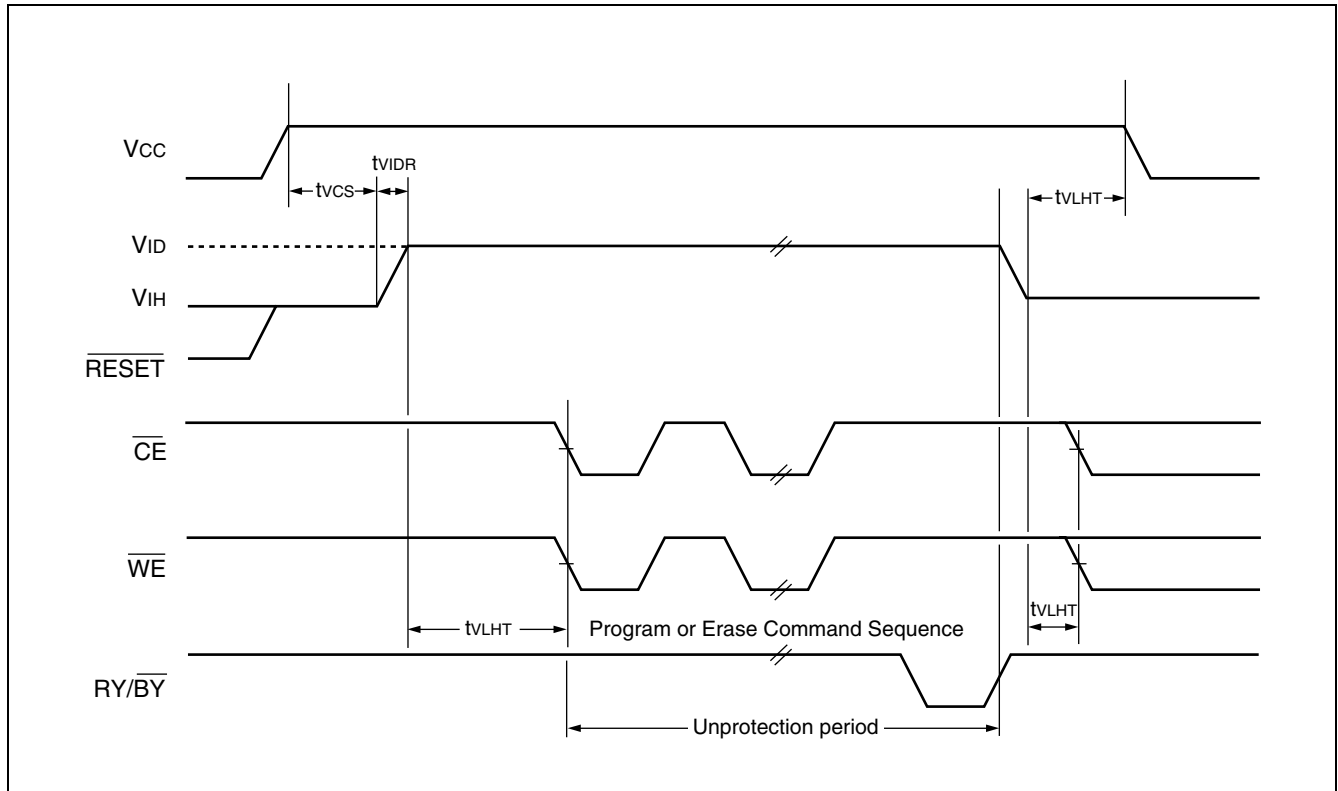 VCC
tVIDR
tVCS
tVLHT
VID
VIH
RESET
CE
WE
tVLHT
tVLHT
Program or Erase Command Sequence
RY/BY
Unprotection period